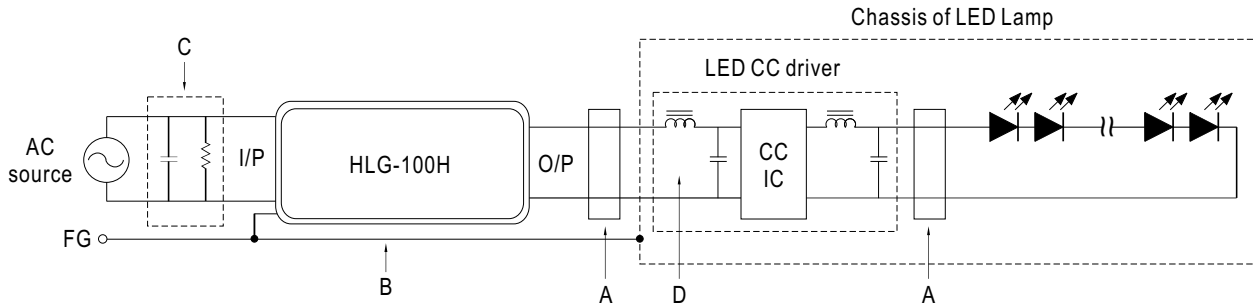 Chassis of LED Lamp
C
LED CC driver
AC
source
I/P
HLG-100H
O/P
CC
IC
FG
B
A
D
A